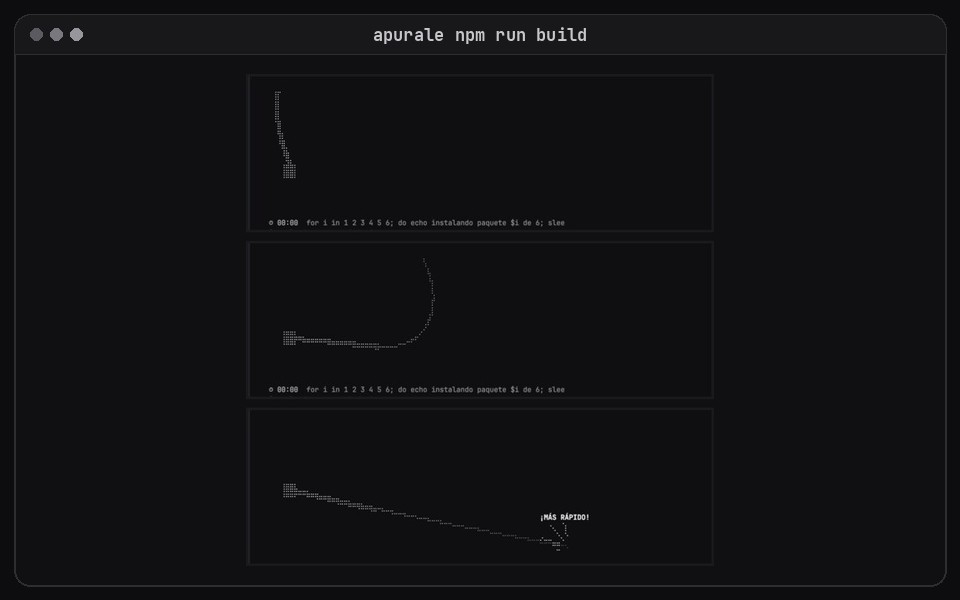 apurale npm run build
00:00 for i in 1 2 3 4 5 6; do echo instalando paquete $i de 6; slee
00:00 for i in 1 2 3 4 5 6; do echo instalando paquete $i de 6; slee
¡MÁS RÁPIDO!